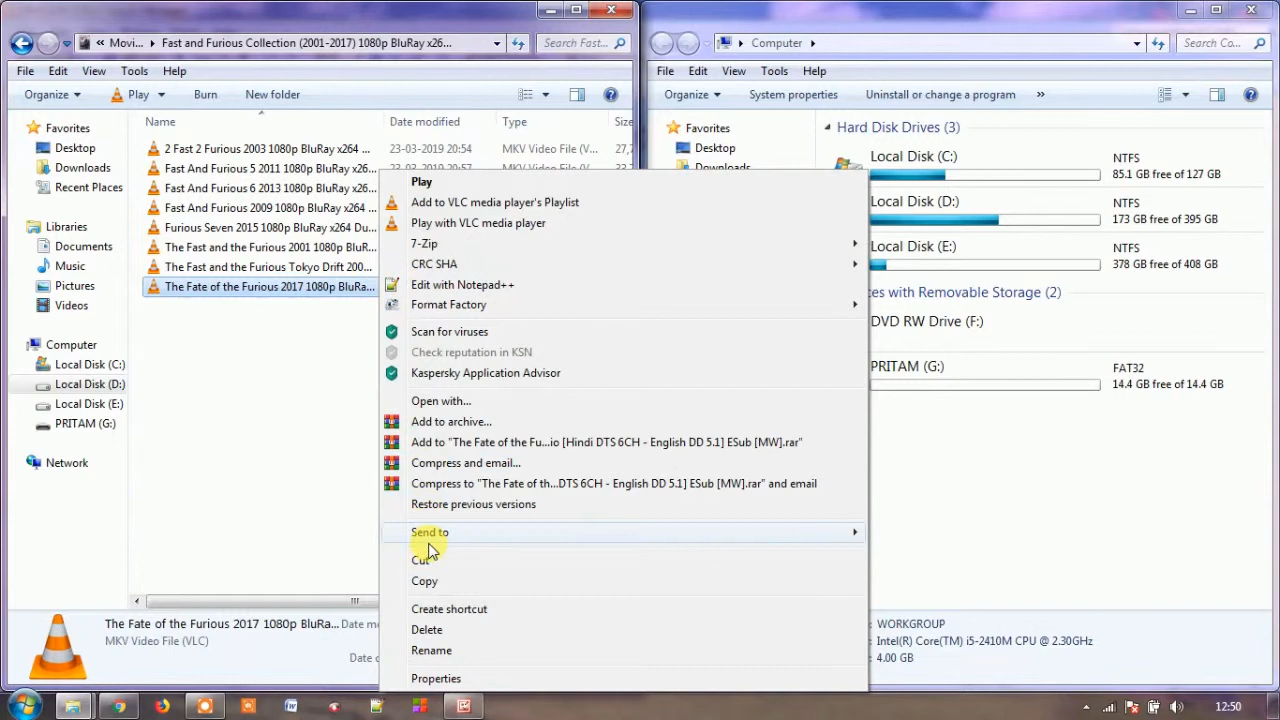 Movi...
Fast and Furious Collection (2001-2017) 1080p BluRay x26...
Search Fast...
File Edit View Tools Help
Organize Play Burn New folder
Name Date modified Type Size
Favorites
Desktop
Downloads
Recent Places
Libraries
Documents
Music
Pictures
Videos
Computer
Local Disk (C:)
Local Disk (D:)
Local Disk (E:)
PRITAM (G:)
Network
2 Fast 2 Furious 2003 1080p BluRay x264 ... 23-03-2019 20:54 MKV Video File (V... 27,
Fast And Furious 5 2011 1080p BluRay x26...
Fast And Furious 6 2013 1080p BluRay x26...
Fast And Furious 2009 1080p BluRay x264 ...
Furious Seven 2015 1080p BluRay x264 Du...
The Fast and the Furious 2001 1080p BluR...
The Fast and the Furious Tokyo Drift 200...
The Fate of the Furious 2017 1080p BluRa...
Play
Add to VLC media player's Playlist
Play with VLC media player
7-Zip
CRC SHA
Edit with Notepad++
Format Factory
Scan for viruses
Check reputation in KSN
Kaspersky Application Advisor
Open with...
Add to archive...
Add to "The Fate of the Fu...io [Hindi DTS 6CH - English DD 5.1] ESub [MW].rar"
Compress and email...
Compress to "The Fate of th...DTS 6CH - English DD 5.1] ESub [MW].rar" and email
Restore previous versions
Send to
Cut
Copy
Create shortcut
Delete
Rename
Properties
The Fate of the Furious 2017 1080p BluRa... Date mo
MKV Video File (VLC)
Date c
Computer
Search Co...
File Edit View Tools Help
Organize System properties Uninstall or change a program »
Favorites
Desktop
Downloads
Hard Disk Drives (3)
Local Disk (C:) NTFS
85.1 GB free of 127 GB
Local Disk (D:) NTFS
173 GB free of 395 GB
Local Disk (E:) NTFS
378 GB free of 408 GB
ces with Removable Storage (2)
DVD RW Drive (F:)
PRITAM (G:) FAT32
14.4 GB free of 14.4 GB
WORKGROUP
Intel(R) Core(TM) i5-2410M CPU @ 2.30GHz
4.00 GB
12:50